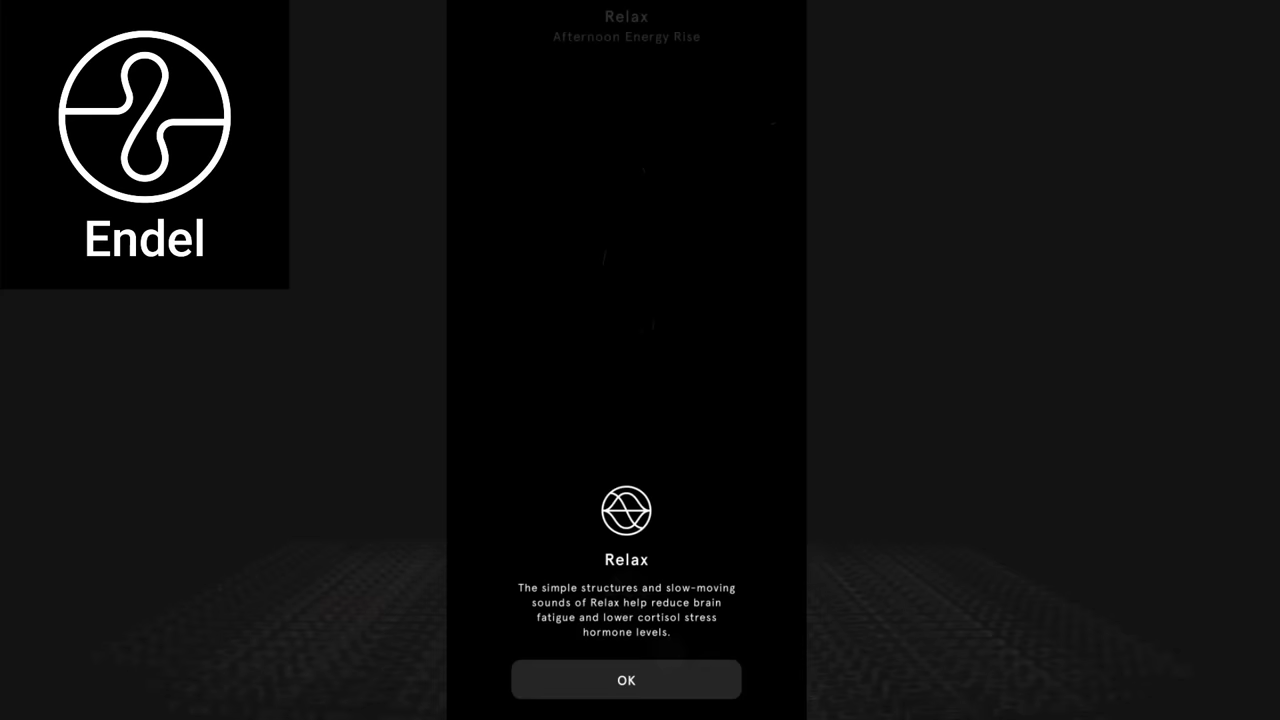 Endel
Relax
Afternoon Energy Rise
Relax
The simple structures and slow-moving
sounds of Relax help reduce brain
fatigue and lower cortisol stress
hormone levels.
OK